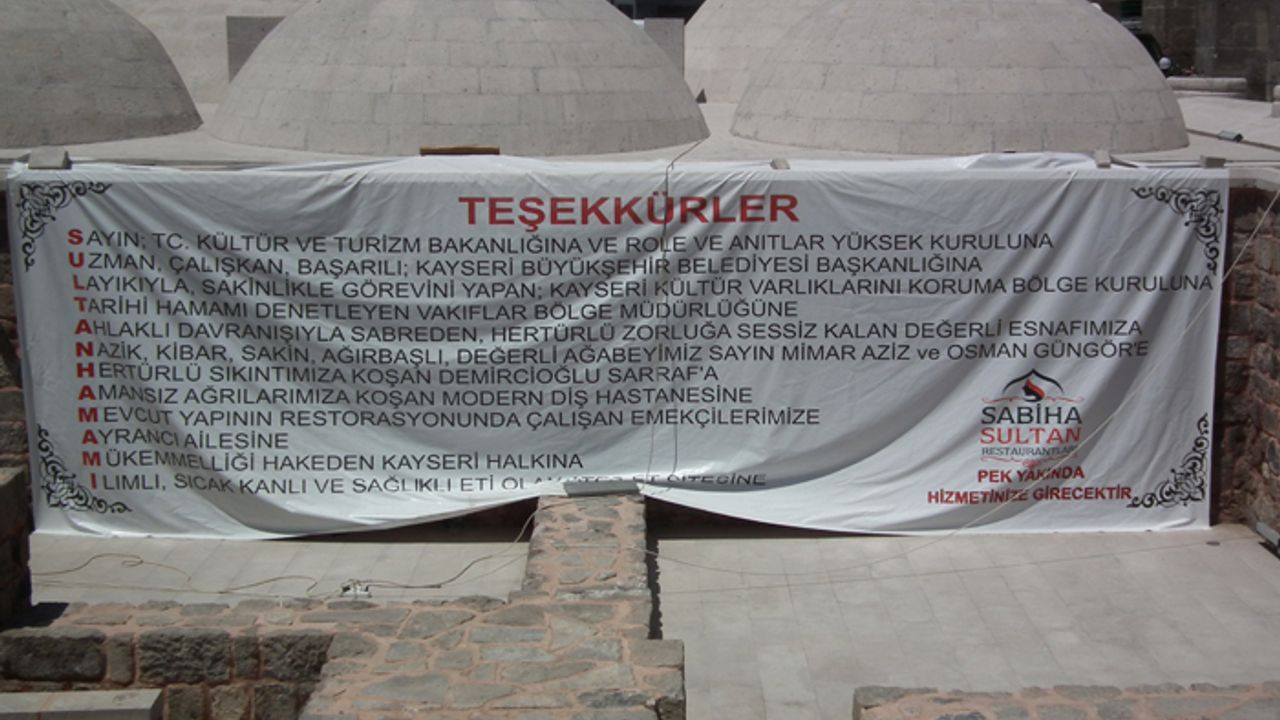 TEŞEKKÜRLER
SAYIN; TC. KÜLTÜR VE TURİZM BAKANLIĞINA VE ROLE VE ANITLAR YÜKSEK KURULUNA
UZMAN, ÇALIŞKAN, BAŞARILI; KAYSERİ BÜYÜKŞEHİR BELEDİYESİ BAŞKANLIĞINA
LAYIKIYLA, SAKİNLİKLE GÖREVİNİ YAPAN; KAYSERİ KÜLTÜR VARLIKLARINI KORUMA BÖLGE KURULUNA
TARİHİ HAMAMI DENETLEYEN VAKIFLAR BÖLGE MÜDÜRLÜĞÜNE
AHLAKLI DAVRANIŞIYLA SABREDEN, HERTÜRLÜ ZORLUĞA SESSİZ KALAN DEĞERLİ ESNAFIMIZA
NAZİK, KİBAR, SAKİN, AĞIRBAŞLI, DEĞERLİ AĞABEYİMİZ SAYIN MİMAR AZİZ ve OSMAN GÜNGÖR'E
HERTÜRLÜ SIKINTIMIZA KOŞAN DEMİRCİOĞLU SARRAF'A
AMANSIZ AĞRILARIMIZA KOŞAN MODERN DİŞ HASTANESİNE
MEVCUT YAPININ RESTORASYONUNDA ÇALIŞAN EMEKÇİLERİMİZE
AYRANCI AİLESİNE
MÜKEMMELLİĞİ HAKEDEN KAYSERİ HALKINA
ILIMLI, SICAK KANLI VE SAĞLIKLI ETİ
SABİHA
SULTAN
RESTAURANTLARI
PEK YAKINDA
HİZMETİNİZE GİRECEKTİR